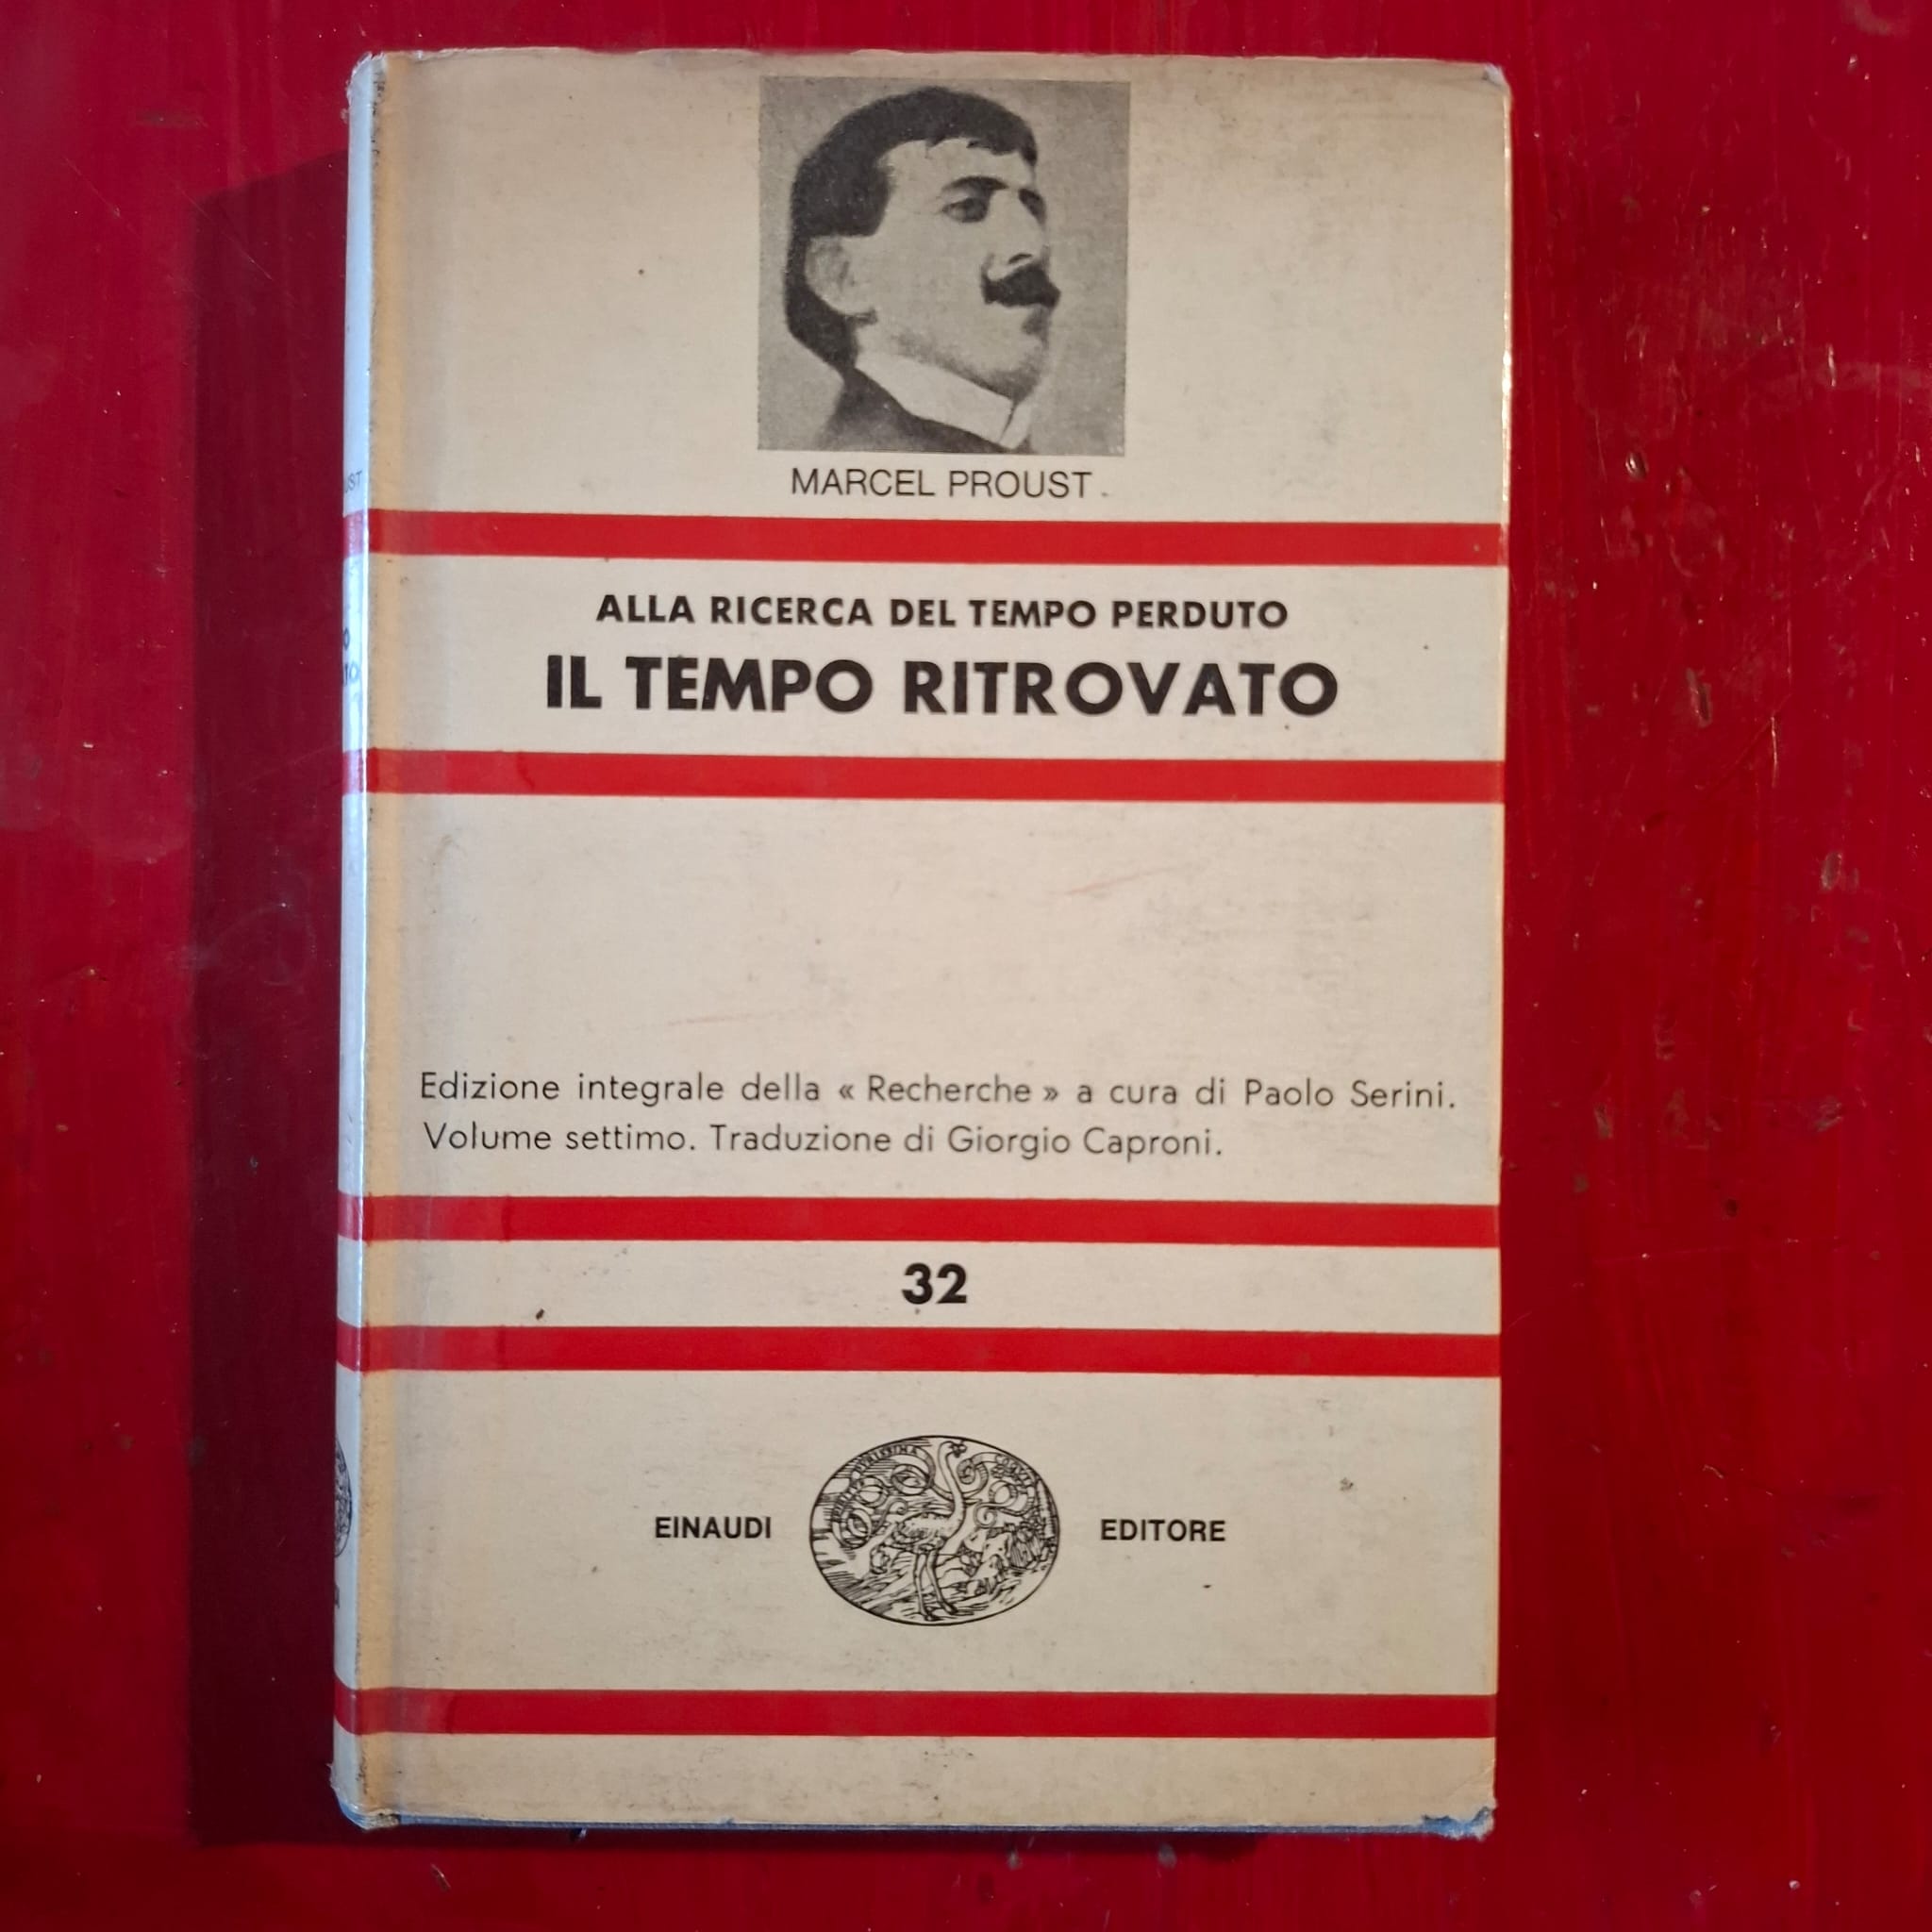 MARCEL PROUST
ALLA RICERCA DEL TEMPO PERDUTO
IL TEMPO RITROVATO
Edizione integrale della « Recherche » a cura di Paolo Serini.
Volume settimo. Traduzione di Giorgio Caproni.
32
EINAUDI EDITORE